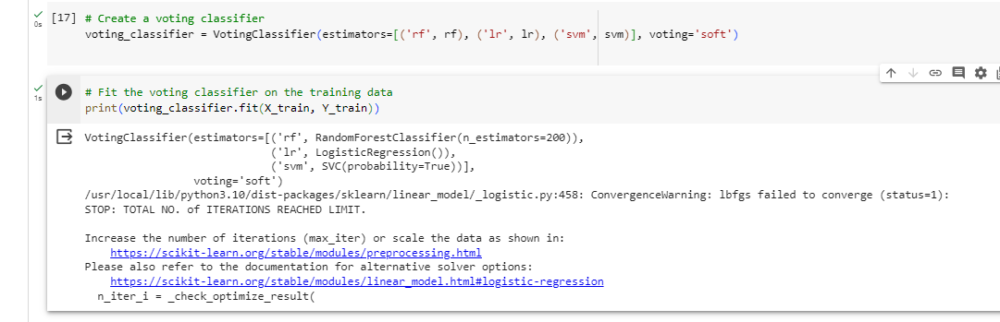 [17] # Create a voting classifier
0s voting_classifier = VotingClassifier(estimators=[('rf', rf), ('lr', lr), ('svm', svm)], voting='soft')
# Fit the voting classifier on the training data
1s print(voting_classifier.fit(X_train, Y_train))
VotingClassifier(estimators=[('rf', RandomForestClassifier(n_estimators=200)),
('lr', LogisticRegression()),
('svm', SVC(probability=True))],
voting='soft')
/usr/local/lib/python3.10/dist-packages/sklearn/linear_model/_logistic.py:458: ConvergenceWarning: lbfgs failed to converge (status=1):
STOP: TOTAL NO. of ITERATIONS REACHED LIMIT.
Increase the number of iterations (max_iter) or scale the data as shown in:
https://scikit-learn.org/stable/modules/preprocessing.html
Please also refer to the documentation for alternative solver options:
https://scikit-learn.org/stable/modules/linear_model.html#logistic-regression
n_iter_i = _check_optimize_result(